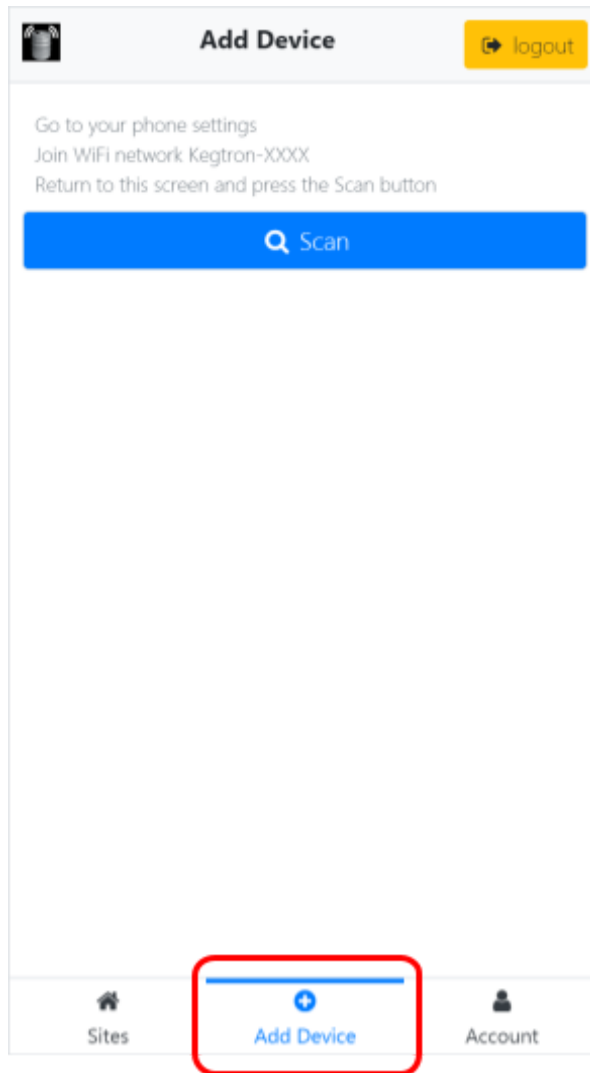 Add Device
logout
Go to your phone settings
Join WiFi network Kegtron-XXXX
Return to this screen and press the Scan button
Scan
Sites
Add Device
Account